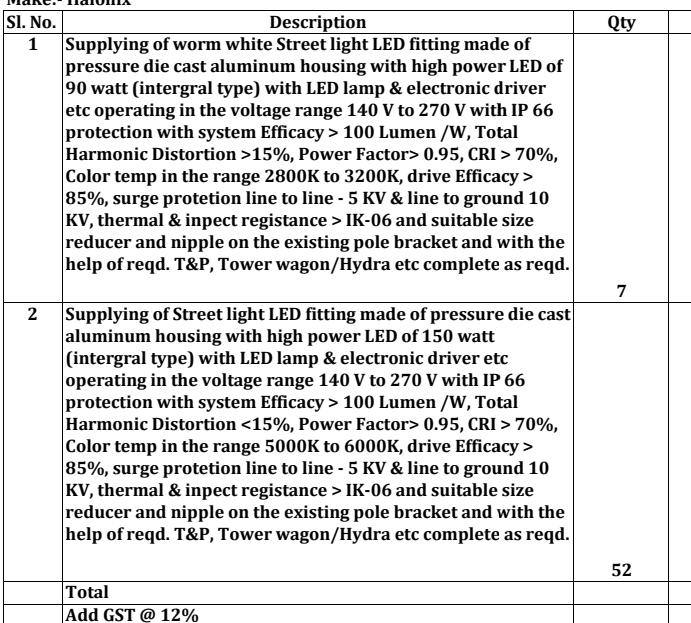 Make:- Halonix
Sl. No. Description Qty
1 Supplying of worm white Street light LED fitting made of
pressure die cast aluminum housing with high power LED of
90 watt (intergral type) with LED lamp & electronic driver
etc operating in the voltage range 140 V to 270 V with IP 66
protection with system Efficacy > 100 Lumen /W, Total
Harmonic Distortion >15%, Power Factor> 0.95, CRI > 70%,
Color temp in the range 2800K to 3200K, drive Efficacy >
85%, surge protetion line to line - 5 KV & line to ground 10
KV, thermal & inpect registance > IK-06 and suitable size
reducer and nipple on the existing pole bracket and with the
help of reqd. T&P, Tower wagon/Hydra etc complete as reqd.
7
2 Supplying of Street light LED fitting made of pressure die cast
aluminum housing with high power LED of 150 watt
(intergral type) with LED lamp & electronic driver etc
operating in the voltage range 140 V to 270 V with IP 66
protection with system Efficacy > 100 Lumen /W, Total
Harmonic Distortion <15%, Power Factor> 0.95, CRI > 70%,
Color temp in the range 5000K to 6000K, drive Efficacy >
85%, surge protetion line to line - 5 KV & line to ground 10
KV, thermal & inpect registance > IK-06 and suitable size
reducer and nipple on the existing pole bracket and with the
help of reqd. T&P, Tower wagon/Hydra etc complete as reqd.
52
Total
Add GST @ 12%